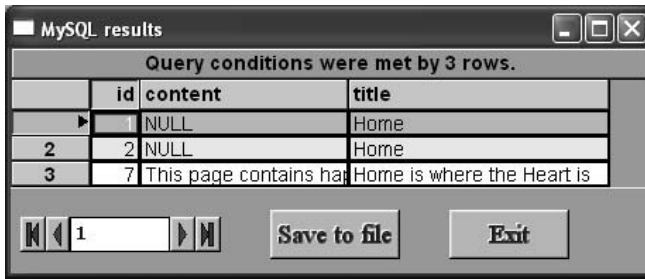 MySQL results
Query conditions were met by 3 rows.
id content title
1 NULL Home
2 2 NULL Home
3 7 This page contains hap Home is where the Heart is
1 Save to file Exit